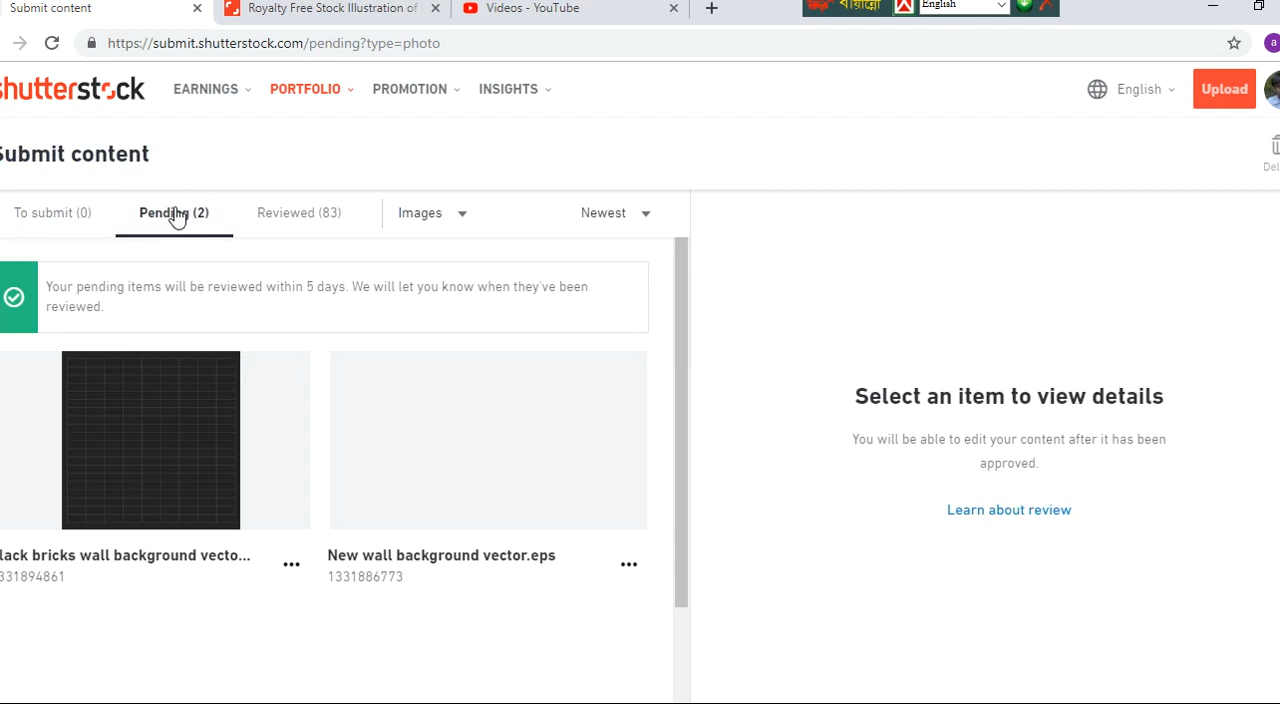 Submit content
Royalty Free Stock Illustration of
Videos - YouTube
বায়ান্নো
English
https://submit.shutterstock.com/pending?type=photo
a
shutterstock
EARNINGS
PORTFOLIO
PROMOTION
INSIGHTS
English
Upload
Submit content
Del
To submit (0)
Pending (2)
Reviewed (83)
Images
Newest
Your pending items will be reviewed within 5 days. We will let you know when they've been
reviewed.
lack bricks wall background vecto...
331894861
New wall background vector.eps
1331886773
Select an item to view details
You will be able to edit your content after it has been
approved.
Learn about review